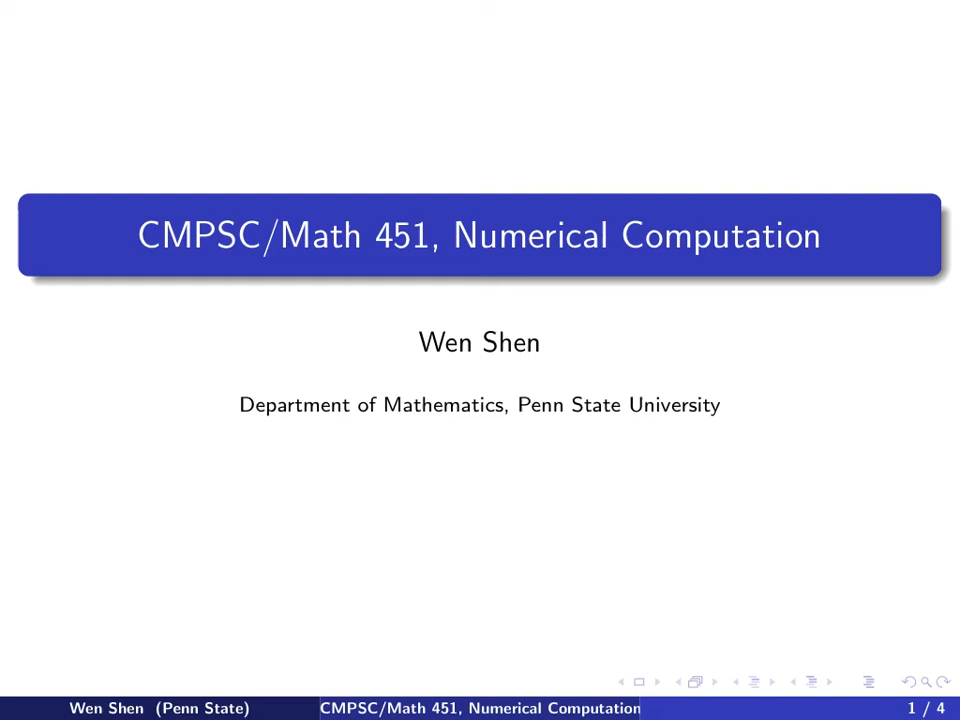 CMPSC/Math 451, Numerical Computation
Wen Shen
Department of Mathematics, Penn State University
Wen Shen (Penn State)
CMPSC/Math 451, Numerical Computation
1 / 4